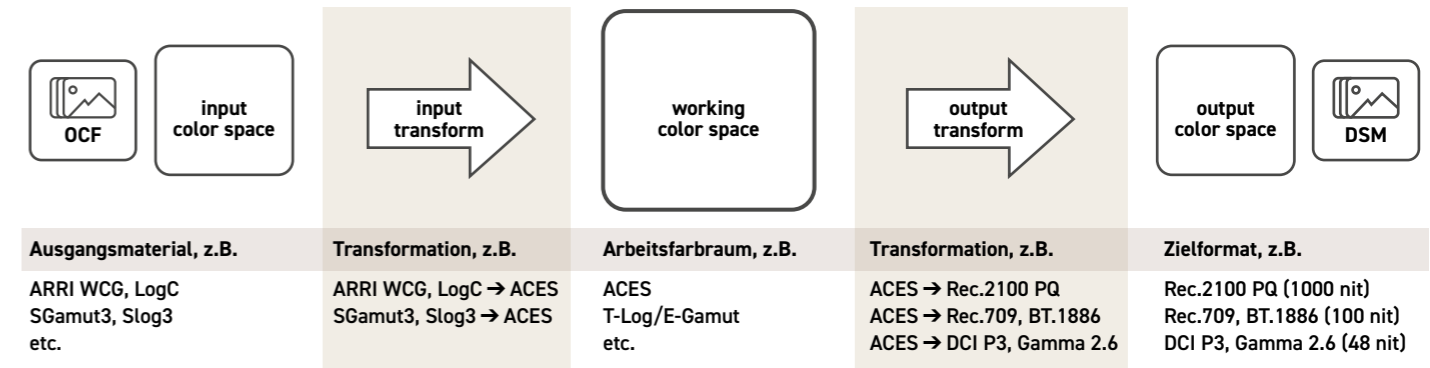 OCF
input
color space
input
transform
working
color space
output
transform
output
color space
DSM
Ausgangsmaterial, z.B.
ARRI WCG, LogC
SGamut3, Slog3
etc.
Transformation, z.B.
ARRI WCG, LogC → ACES
SGamut3, Slog3 → ACES
Arbeitsfarbraum, z.B.
ACES
T-Log/E-Gamut
etc.
Transformation, z.B.
ACES → Rec.2100 PQ
ACES → Rec.709, BT.1886
ACES → DCI P3, Gamma 2.6
Zielformat, z.B.
Rec.2100 PQ (1000 nit)
Rec.709, BT.1886 (100 nit)
DCI P3, Gamma 2.6 (48 nit)